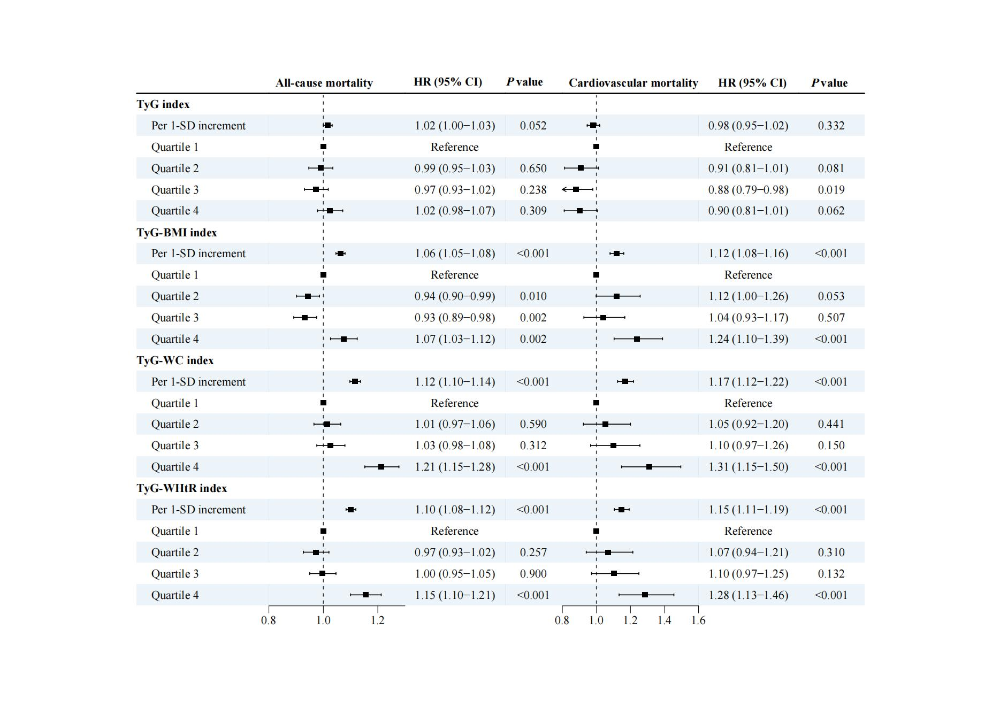 All-cause mortality HR (95% CI) P value Cardiovascular mortality HR (95% CI) P value
TyG index
Per 1-SD increment 1.02 (1.00−1.03) 0.052 0.98 (0.95−1.02) 0.332
Quartile 1 Reference Reference
Quartile 2 0.99 (0.95−1.03) 0.650 0.91 (0.81−1.01) 0.081
Quartile 3 0.97 (0.93−1.02) 0.238 0.88 (0.79−0.98) 0.019
Quartile 4 1.02 (0.98−1.07) 0.309 0.90 (0.81−1.01) 0.062
TyG-BMI index
Per 1-SD increment 1.06 (1.05−1.08) <0.001 1.12 (1.08−1.16) <0.001
Quartile 1 Reference Reference
Quartile 2 0.94 (0.90−0.99) 0.010 1.12 (1.00−1.26) 0.053
Quartile 3 0.93 (0.89−0.98) 0.002 1.04 (0.93−1.17) 0.507
Quartile 4 1.07 (1.03−1.12) 0.002 1.24 (1.10−1.39) <0.001
TyG-WC index
Per 1-SD increment 1.12 (1.10−1.14) <0.001 1.17 (1.12−1.22) <0.001
Quartile 1 Reference Reference
Quartile 2 1.01 (0.97−1.06) 0.590 1.05 (0.92−1.20) 0.441
Quartile 3 1.03 (0.98−1.08) 0.312 1.10 (0.97−1.26) 0.150
Quartile 4 1.21 (1.15−1.28) <0.001 1.31 (1.15−1.50) <0.001
TyG-WHtR index
Per 1-SD increment 1.10 (1.08−1.12) <0.001 1.15 (1.11−1.19) <0.001
Quartile 1 Reference Reference
Quartile 2 0.97 (0.93−1.02) 0.257 1.07 (0.94−1.21) 0.310
Quartile 3 1.00 (0.95−1.05) 0.900 1.10 (0.97−1.25) 0.132
Quartile 4 1.15 (1.10−1.21) <0.001 1.28 (1.13−1.46) <0.001
0.8 1.0 1.2 0.8 1.0 1.2 1.4 1.6